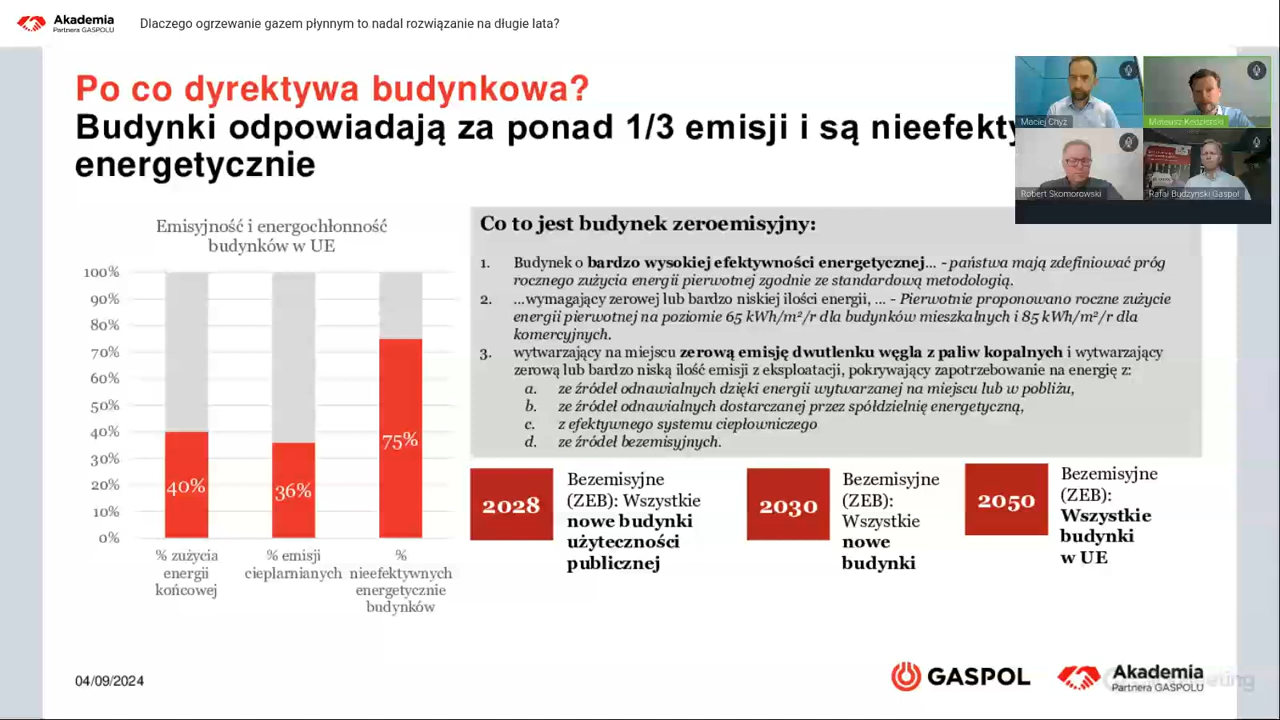 Akademia
Partnera GASPOLU
Dlaczego ogrzewanie gazem płynnym to nadal rozwiązanie na długie lata?
Po co dyrektywa budynkowa?
Budynki odpowiadają za ponad 1/3 emisji i są nieefekty
energetycznie
Maciej Chyż
Mateusz Kędzierski
Robert Skomorowski
Rafał Budzyński Gaspol
Emisyjność i energochłonność
budynków w UE
100%
90%
80%
70%
60%
50%
40%
30%
20%
10%
0%
40%
36%
75%
% zużycia
energii
końcowej
% emisji
cieplarnianych
%
nieefektywnych
energetycznie
budynków
Co to jest budynek zeroemisyjny:
1. Budynek o bardzo wysokiej efektywności energetycznej... - państwa mają zdefiniować próg
rocznego zużycia energii pierwotnej zgodnie ze standardową metodologią.
2. ...wymagający zerowej lub bardzo niskiej ilości energii, ... - Pierwotnie proponowano roczne zużycie
energii pierwotnej na poziomie 65 kWh/m²/r dla budynków mieszkalnych i 85 kWh/m²/r dla
komercyjnych.
3. wytwarzający na miejscu zerową emisję dwutlenku węgla z paliw kopalnych i wytwarzający
zerową lub bardzo niską ilość emisji z eksploatacji, pokrywający zapotrzebowanie na energię z:
a. ze źródeł odnawialnych dzięki energii wytwarzanej na miejscu lub w pobliżu,
b. ze źródeł odnawialnych dostarczanej przez spółdzielnię energetyczną,
c. z efektywnego systemu ciepłowniczego
d. ze źródeł bezemisyjnych.
2028
Bezemisyjne
(ZEB): Wszystkie
nowe budynki
użyteczności
publicznej
2030
Bezemisyjne
(ZEB):
Wszystkie
nowe
budynki
2050
Bezemisyjne
(ZEB):
Wszystkie
budynki
w UE
04/09/2024
GASPOL
Akademia
Partnera GASPOLU